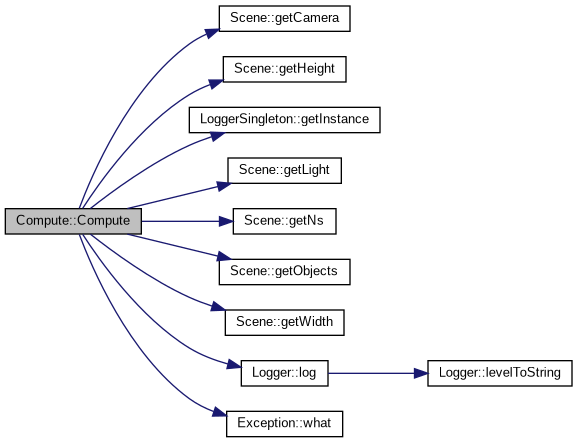 Scene::getCamera
Scene::getHeight
LoggerSingleton::getInstance
Scene::getLight
Compute::Compute
Scene::getNs
Scene::getObjects
Scene::getWidth
Logger::log
Logger::levelToString
Exception::what